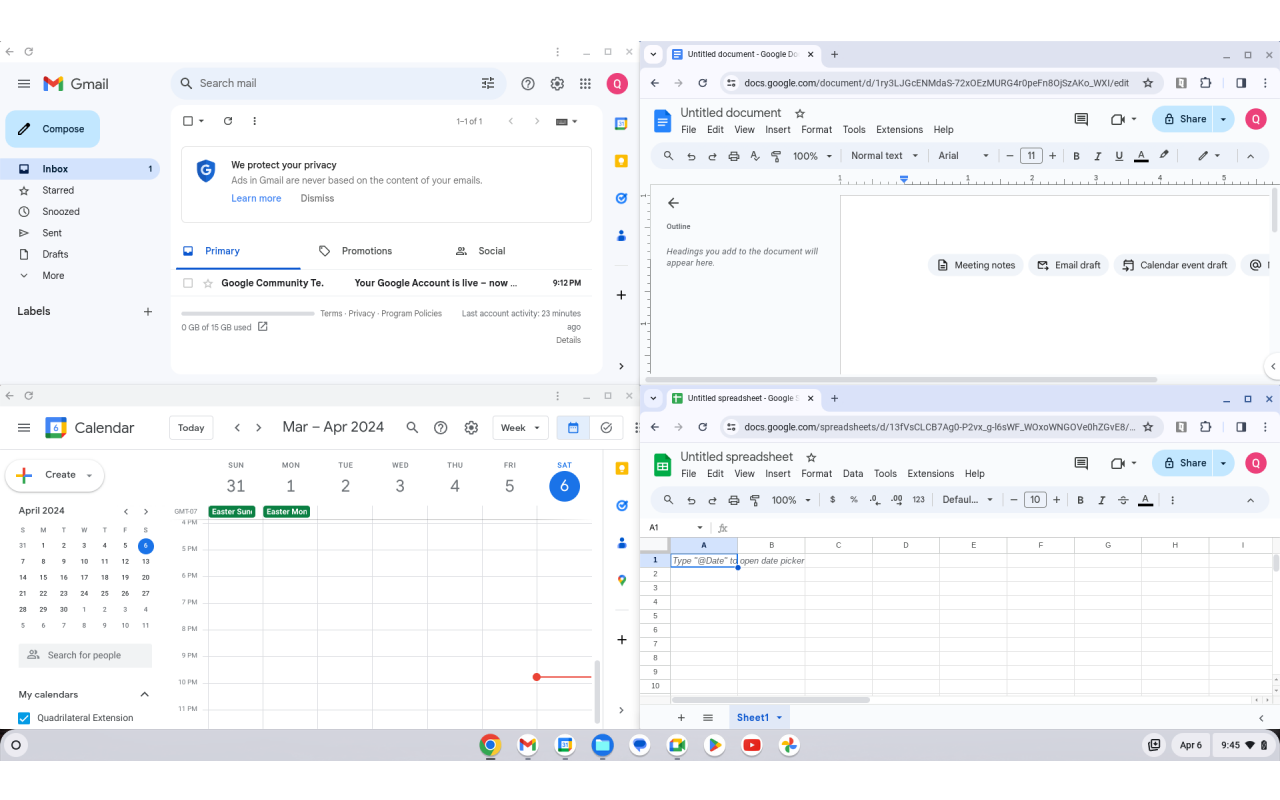 Gmail
Search mail
Q
Compose
Inbox 1
Starred
Snoozed
Sent
Drafts
More
Labels
1–1 of 1
We protect your privacy
Ads in Gmail are never based on the content of your emails.
Learn more Dismiss
Primary Promotions Social
Google Community Te. Your Google Account is live – now ... 9:12 PM
0 GB of 15 GB used
Terms · Privacy · Program Policies
Last account activity: 23 minutes
ago
Details
Untitled document - Google Do
docs.google.com/document/d/1ry3LJGcENMdaS-72xOEzMURG4r0peFn8OjSzAKo_WXI/edit
Untitled document
Share
Q
File Edit View Insert Format Tools Extensions Help
100% Normal text Arial 11 B I U A
1 1 2 3 4 5
1
1
Outline
Headings you add to the document will
appear here.
Meeting notes Email draft Calendar event draft
31
6
Calendar
Today
Mar – Apr 2024
Week
Create
April 2024
S M T W T F S
31 1 2 3 4 5 6
7 8 9 10 11 12 13
14 15 16 17 18 19 20
21 22 23 24 25 26 27
28 29 30 1 2 3 4
5 6 7 8 9 10 11
Search for people
My calendars
Quadrilateral Extension
SUN MON TUE WED THU FRI SAT
31 1 2 3 4 5 6
GMT-07 Easter Sun Easter Mon
4 PM
5 PM
6 PM
7 PM
8 PM
9 PM
10 PM
11 PM
Untitled spreadsheet - Google S
docs.google.com/spreadsheets/d/13fVsCLCB7Ag0-P2vx_g-l6sWF_WOxoWNGOVe0hZGvE8/...
Untitled spreadsheet
Share
Q
File Edit View Insert Format Data Tools Extensions Help
100% $ % .0 .00 123 Defaul... 10 B I A
A1 fx
A B C D E F G H I
1 Type "@Date" to open date picker
2
3
4
5
6
7
8
9
10
Sheet1
31
Apr 6 9:45